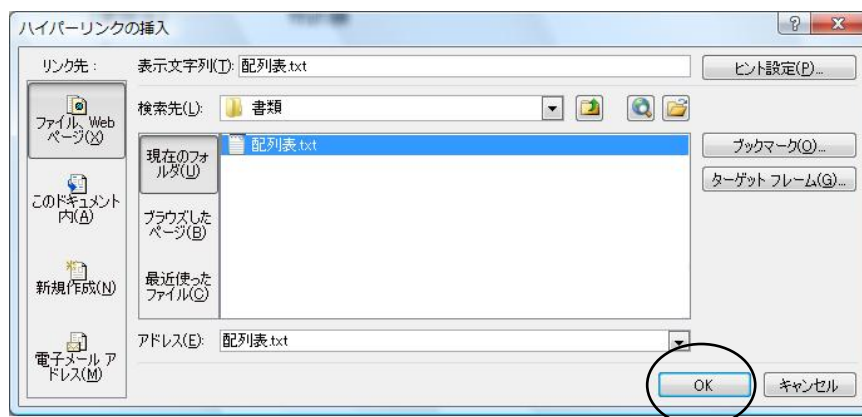 ハイパーリンクの挿入
リンク先:
表示文字列(T): 配列表.txt
ヒント設定(P)...
ファイル、Web
ページ(X)
検索先(L): 書類
現在のフォ
ルダ(U)
配列表.txt
ブックマーク(O)...
ターゲット フレーム(G)...
このドキュメント
内(A)
ブラウズした
ページ(B)
新規作成(N)
最近使った
ファイル(C)
電子メール ア
ドレス(M)
アドレス(E): 配列表.txt
OK
キャンセル